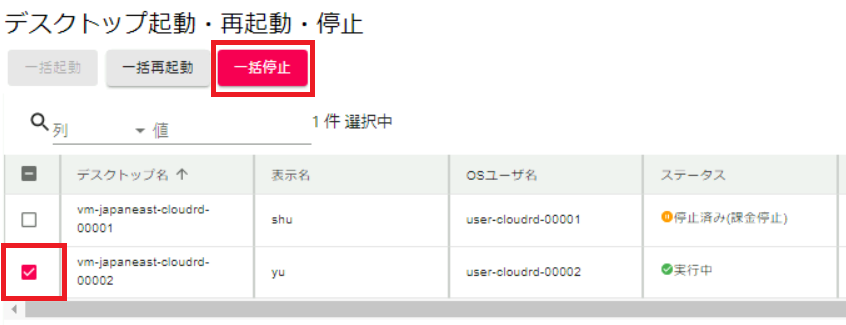 デスクトップ起動・再起動・停止
一括起動 一括再起動 一括停止
列 値 1 件 選択中
デスクトップ名 表示名 OSユーザ名 ステータス
vm-japaneast-cloudrd-
00001 shu user-cloudrd-00001 停止済み(課金停止)
vm-japaneast-cloudrd-
00002 yu user-cloudrd-00002 実行中